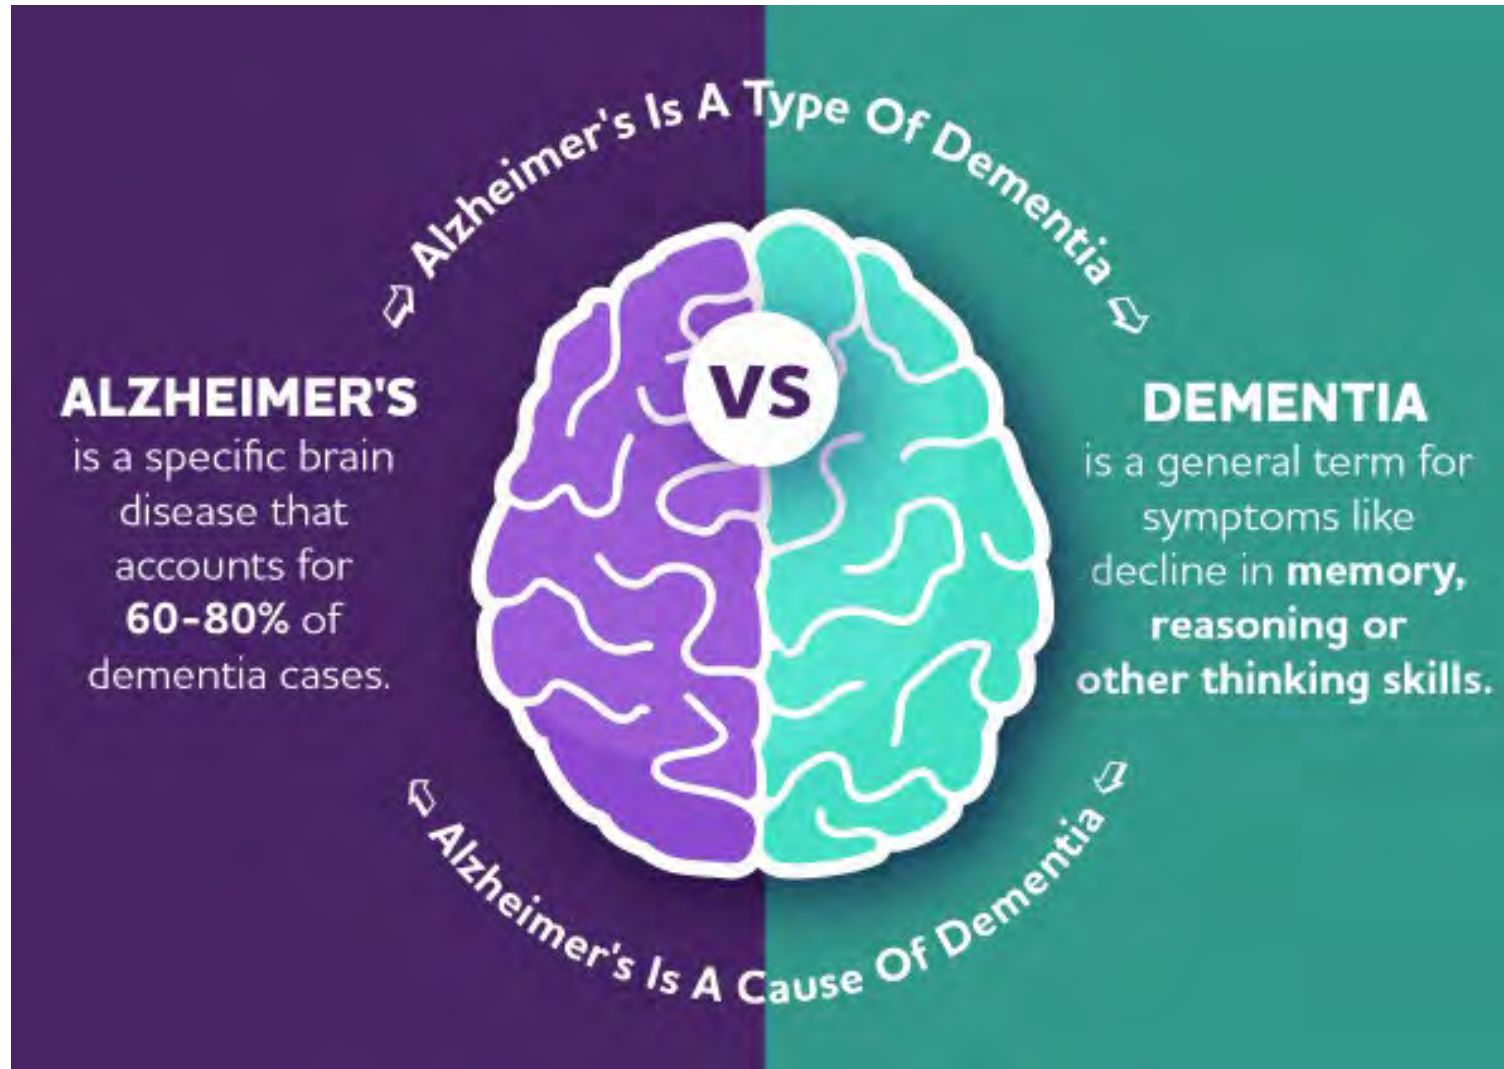 Alzheimer's Is A Type Of Dementia
VS
ALZHEIMER'S
is a specific brain
disease that
accounts for
60-80% of
dementia cases.
DEMENTIA
is a general term for
symptoms like
decline in memory,
reasoning or
other thinking skills.
Alzheimer's Is A Cause Of Dementia